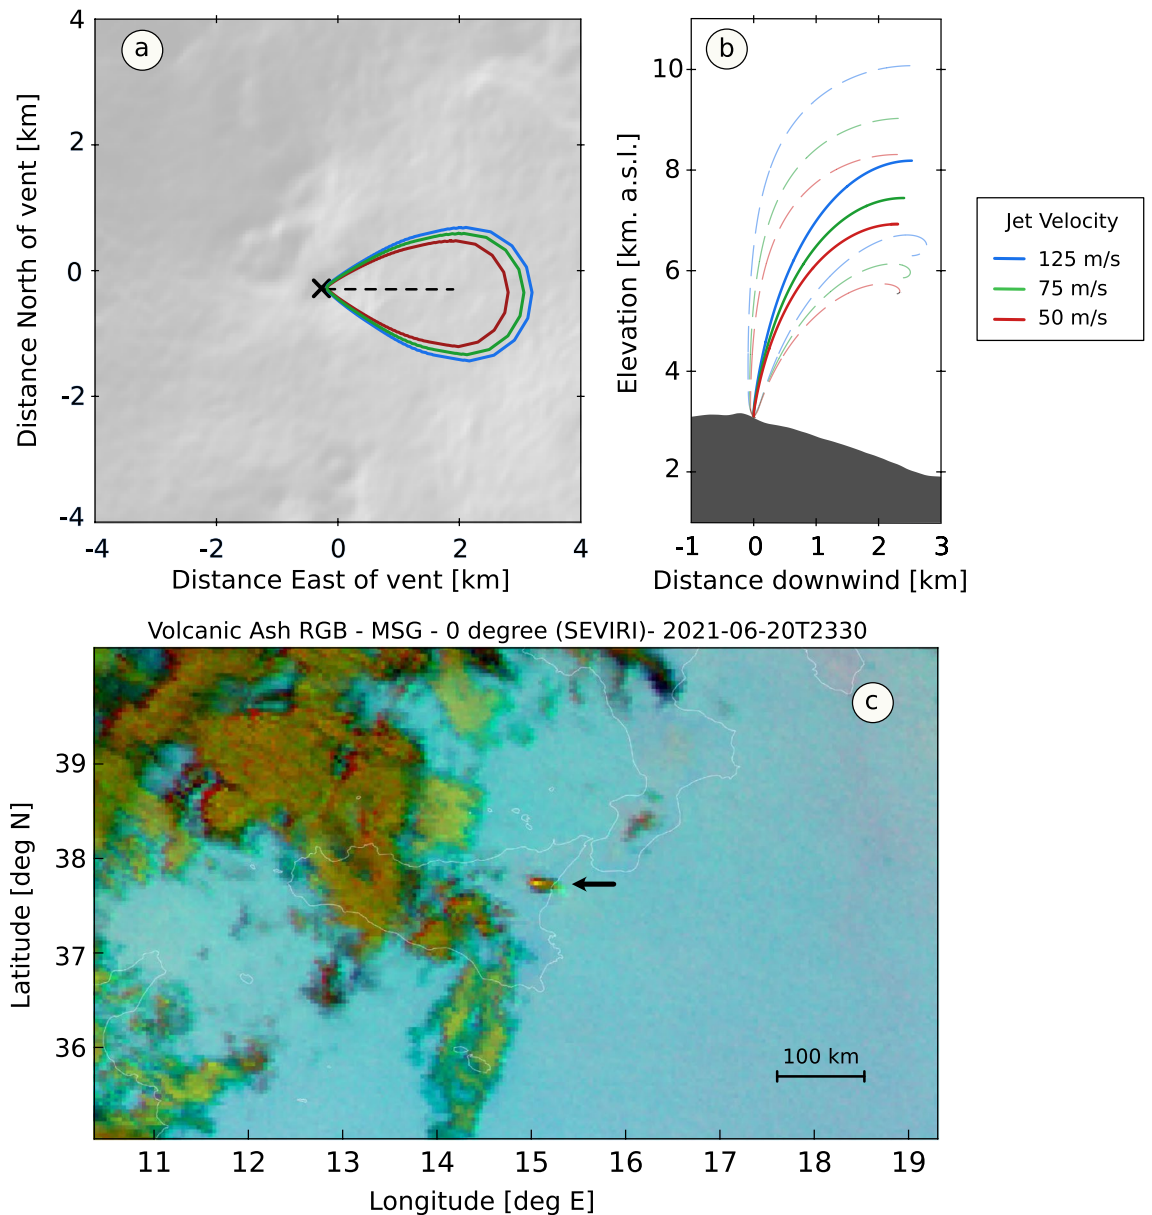 a
4
2
0
-2
-4
Distance North of vent [km]
-4
-2
0
2
4
Distance East of vent [km]
b
10
8
6
4
2
Elevation [km. a.s.l.]
-1
0
1
2
3
Distance downwind [km]
Jet Velocity
125 m/s
75 m/s
50 m/s
Volcanic Ash RGB - MSG - 0 degree (SEVIRI)- 2021-06-20T2330
c
39
38
37
36
Latitude [deg N]
100 km
11
12
13
14
15
16
17
18
19
Longitude [deg E]